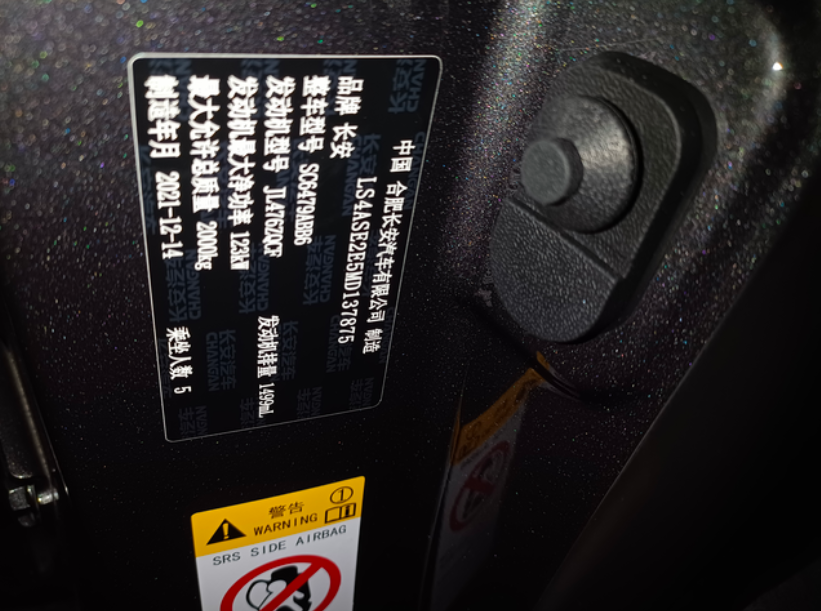 中国 合肥长安汽车有限公司 制造
LS4ASE2E5MD137875
品牌 长安
整车型号 SC6479ABB6
发动机型号 JL476ZQCF 发动机排量 1499mL
发动机最大净功率 123kW
最大允许总质量 2000kg
制造年月 2021-12-14 乘坐人数 5
警告
WARNING
SRS SIDE AIRBAG